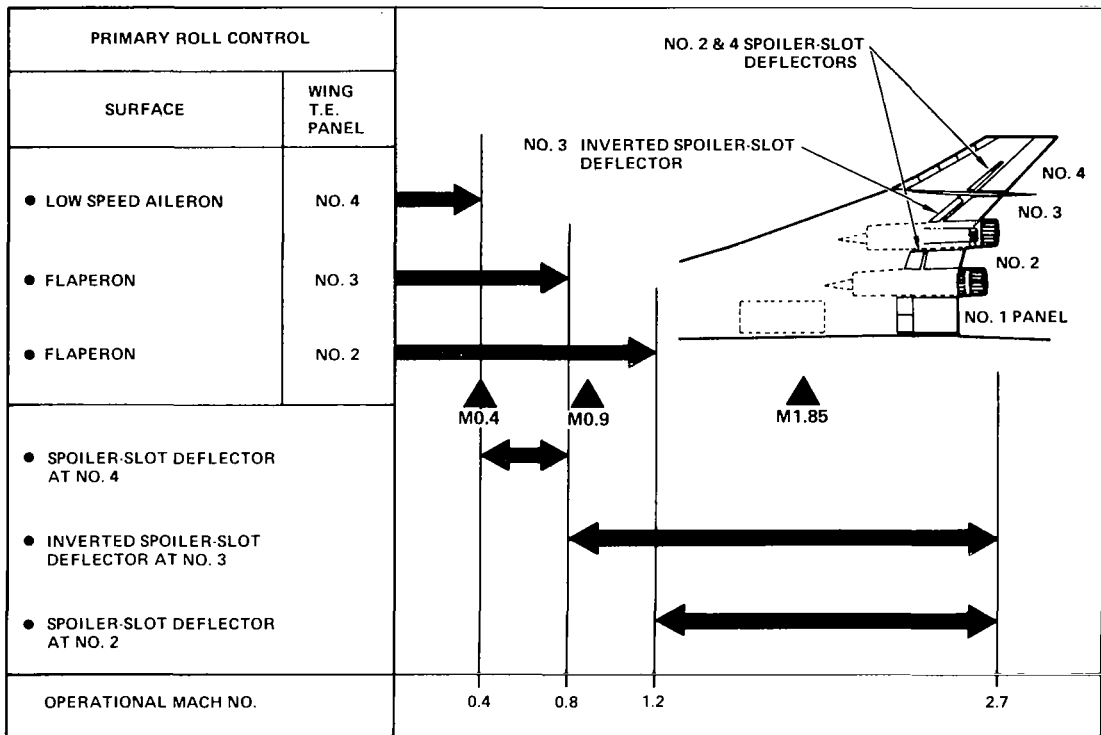 PRIMARY ROLL CONTROL
SURFACE
WING
T.E.
PANEL
NO. 2 & 4 SPOILER-SLOT
DEFLECTORS
NO. 3 INVERTED SPOILER-SLOT
DEFLECTOR
NO. 4
NO. 3
NO. 2
NO. 1 PANEL
• LOW SPEED AILERON NO. 4
• FLAPERON NO. 3
• FLAPERON NO. 2
M0.4 M0.9 M1.85
• SPOILER-SLOT DEFLECTOR
AT NO. 4
• INVERTED SPOILER-SLOT
DEFLECTOR AT NO. 3
• SPOILER-SLOT DEFLECTOR
AT NO. 2
OPERATIONAL MACH NO. 0.4 0.8 1.2 2.7